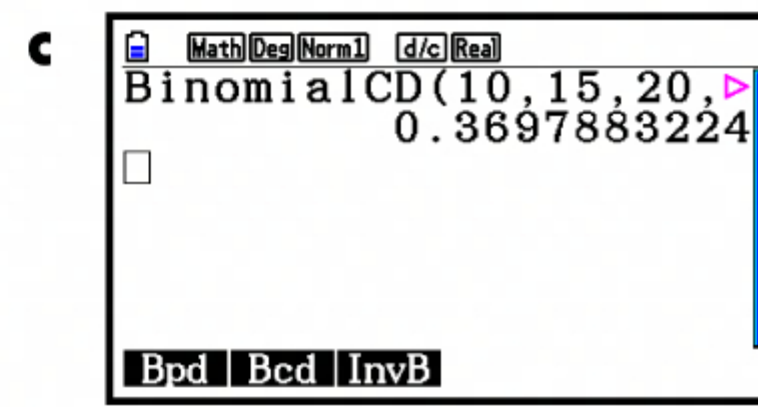 c
Math Deg Norm1 d/c Real
BinomialCD(10,15,20,▷
0.3697883224
Bpd Bcd InvB